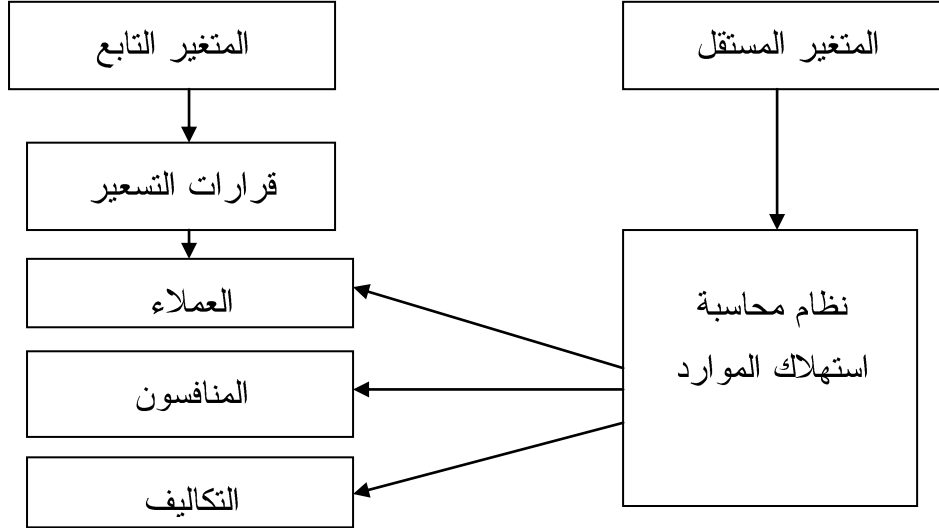 المتغير المستقل
المتغير التابع
قرارات التسعير
نظام محاسبة
استهلاك الموارد
العملاء
المنافسون
التكاليف